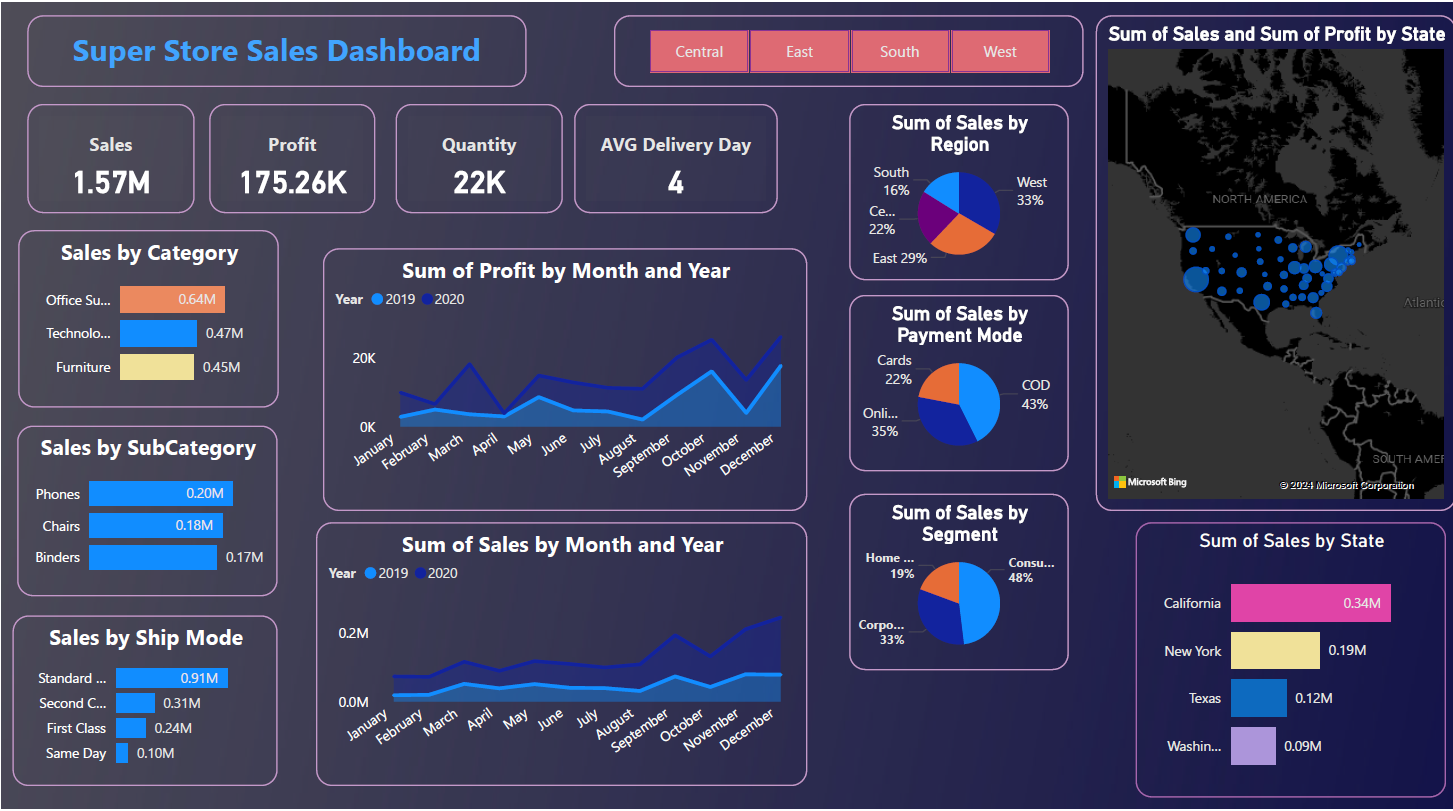 Super Store Sales Dashboard
Central
East
South
West
Sales
1.57M
Profit
175.26K
Quantity
22K
AVG Delivery Day
4
Sales by Category
Office Su... 0.64M
Technolo... 0.47M
Furniture 0.45M
Sales by SubCategory
Phones 0.20M
Chairs 0.18M
Binders 0.17M
Sales by Ship Mode
Standard ... 0.91M
Second C... 0.31M
First Class 0.24M
Same Day 0.10M
Sum of Profit by Month and Year
Year 2019 2020
20K
0K
January
February
March
April
May
June
July
August
September
October
November
December
Sum of Sales by Month and Year
Year 2019 2020
0.2M
0.0M
January
February
March
April
May
June
July
August
September
October
November
December
Sum of Sales by
Region
South
16%
West
33%
Ce...
22%
East 29%
Sum of Sales by
Payment Mode
Cards
22%
COD
43%
Onli...
35%
Sum of Sales by
Segment
Home ...
19%
Consu...
48%
Corpo...
33%
Sum of Sales and Sum of Profit by State
NORTH AMERICA
Atlantic
SOUTH AMER
Microsoft Bing
© 2024 Microsoft Corporation
Sum of Sales by State
California 0.34M
New York 0.19M
Texas 0.12M
Washin... 0.09M